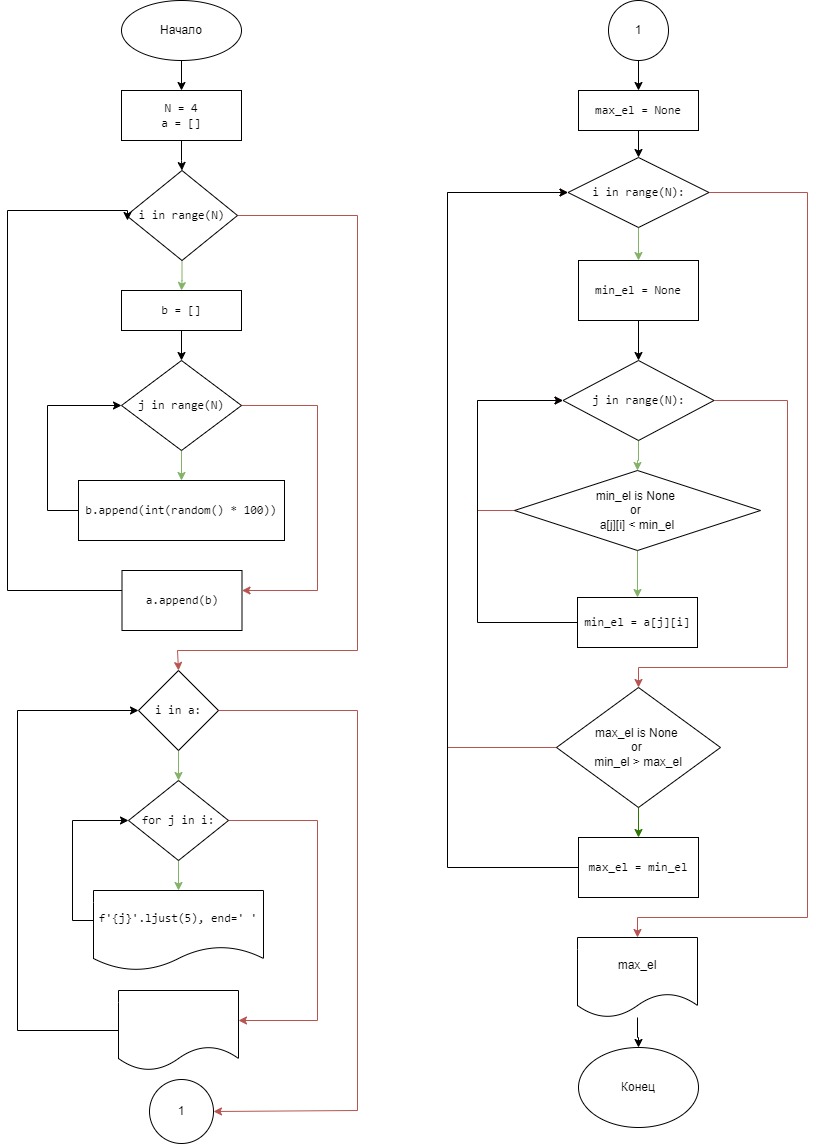 Начало
N = 4
a = []
i in range(N)
b = []
j in range(N)
b.append(int(random() * 100))
a.append(b)
i in a:
for j in i:
f'{j}'.ljust(5), end=' '
1
1
max_el = None
i in range(N):
min_el = None
j in range(N):
min_el is None
or
a[j][i] < min_el
min_el = a[j][i]
max_el is None
or
min_el > max_el
max_el = min_el
max_el
Конец